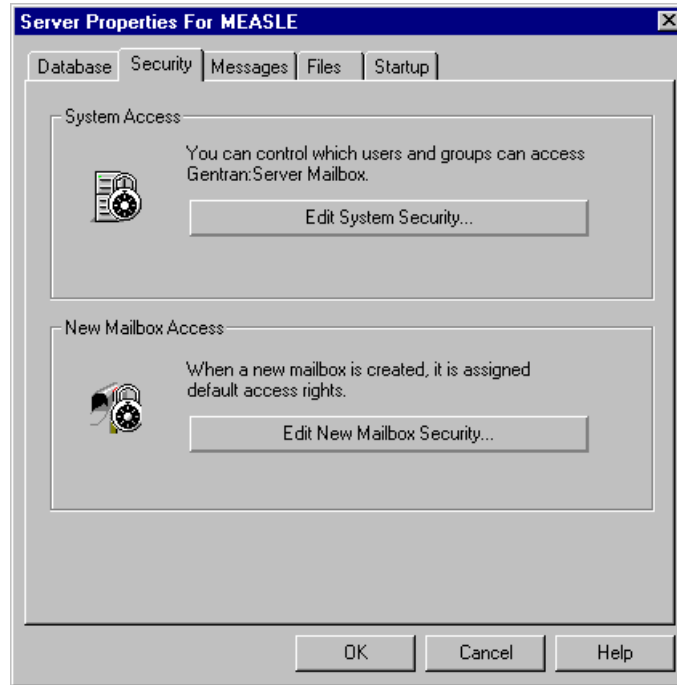 Server Properties For MEASLE
Database Security Messages Files Startup
System Access
You can control which users and groups can access
Gentran:Server Mailbox.
Edit System Security...
New Mailbox Access
When a new mailbox is created, it is assigned
default access rights.
Edit New Mailbox Security...
OK Cancel Help